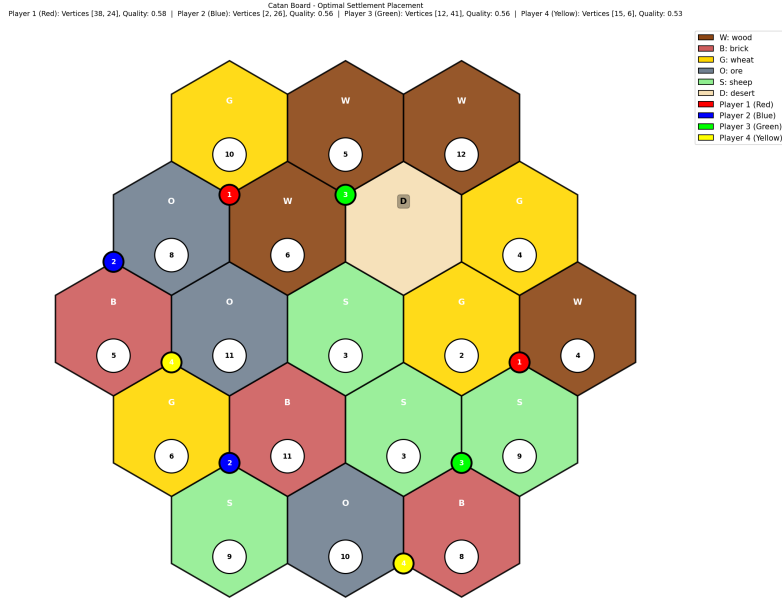 Catan Board - Optimal Settlement Placement
Player 1 (Red): Vertices [38, 24], Quality: 0.58 | Player 2 (Blue): Vertices [2, 26], Quality: 0.56 | Player 3 (Green): Vertices [12, 41], Quality: 0.56 | Player 4 (Yellow): Vertices [15, 6], Quality: 0.53
W: wood
B: brick
G: wheat
O: ore
S: sheep
D: desert
Player 1 (Red)
Player 2 (Blue)
Player 3 (Green)
Player 4 (Yellow)
G W W
10 5 12
1 3
O W D G
8 6 4
2
B O S G W
5 11 3 2 4
4 1
G B S S
6 11 3 9
2 3
S O B
9 10 8
4